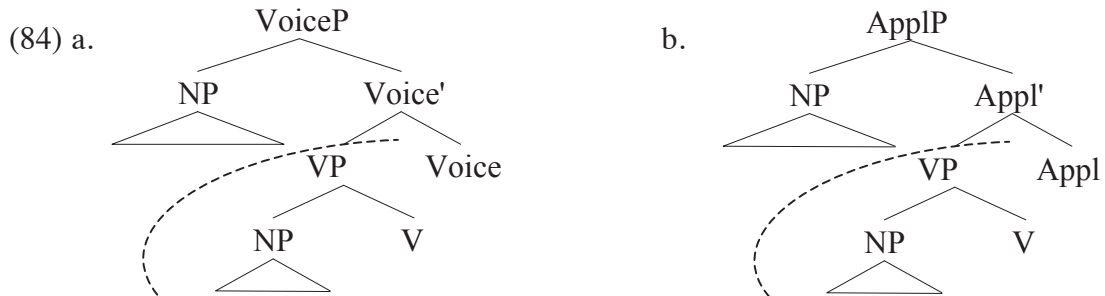 (84) a. VoiceP b. ApplP
NP Voice' NP Appl'
VP Voice VP Appl
NP V NP V